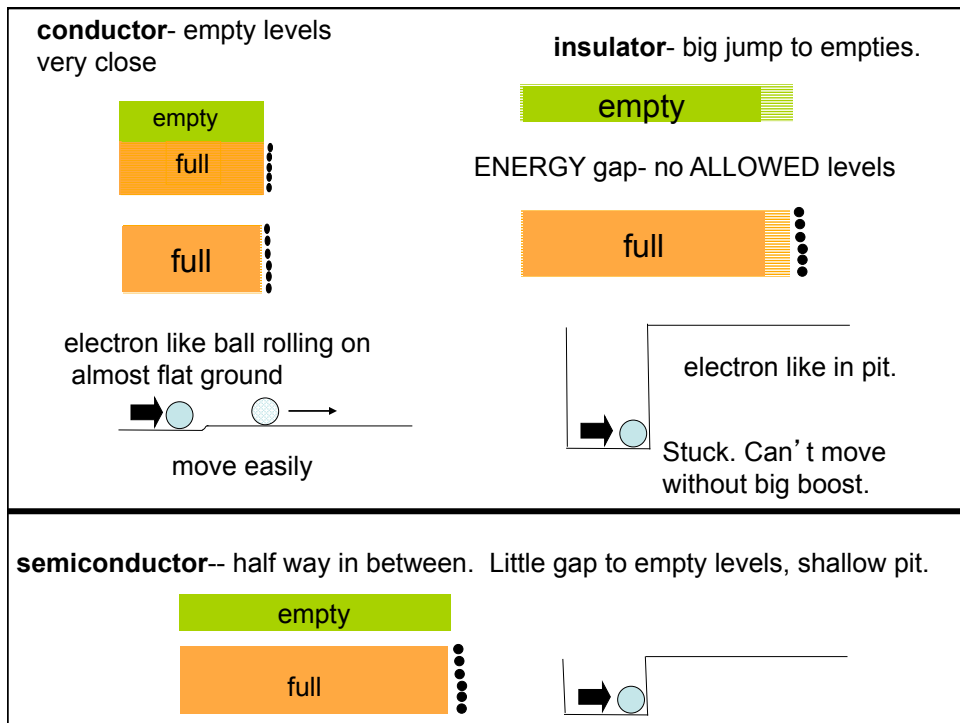 conductor- empty levels
very close
empty
full
full
electron like ball rolling on
almost flat ground
move easily
insulator- big jump to empties.
empty
ENERGY gap- no ALLOWED levels
full
electron like in pit.
Stuck. Can't move
without big boost.
semiconductor-- half way in between. Little gap to empty levels, shallow pit.
empty
full